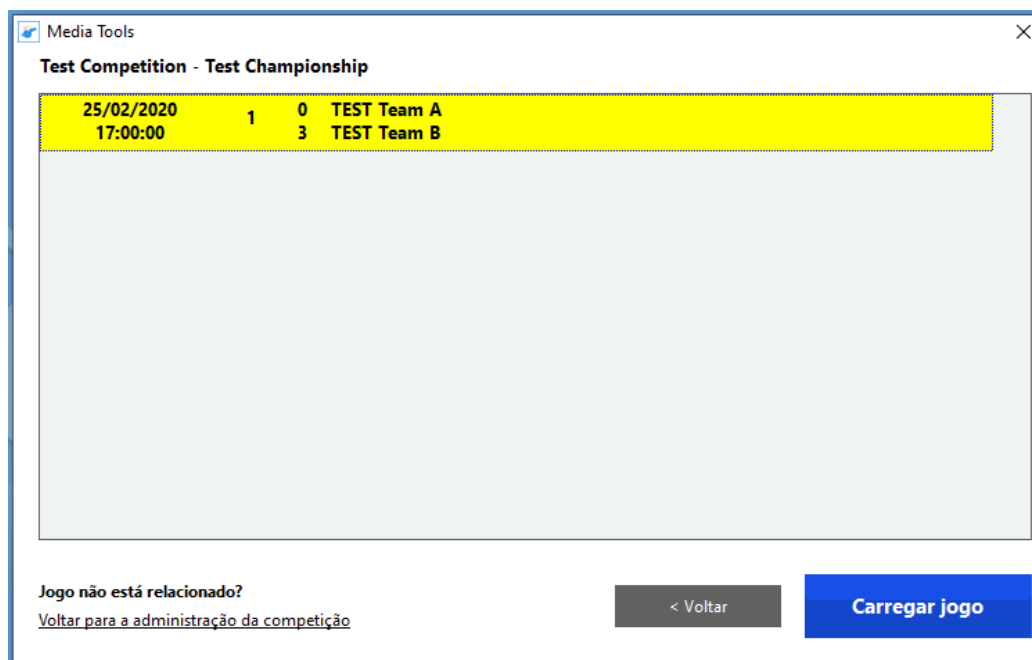 Media Tools
Test Competition - Test Championship
25/02/2020 1 0 TEST Team A
17:00:00 3 TEST Team B
Jogo não está relacionado?
Voltar para a administração da competição
< Voltar
Carregar jogo